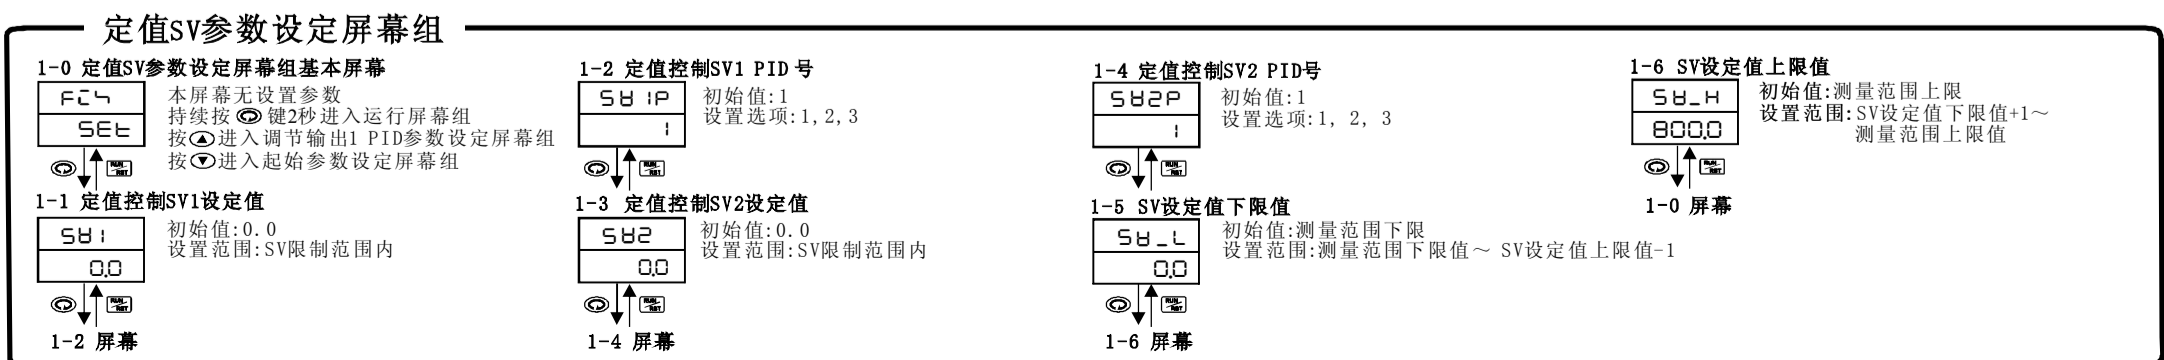 定值SV参数设定屏幕组
1-0 定值SV参数设定屏幕组基本屏幕
SEt
本屏幕无设置参数
持续按 键2秒进入运行屏幕组
按 进入调节输出1 PID参数设定屏幕组
按 进入起始参数设定屏幕组
RUN
RST
1-1 定值控制SV1设定值
SV1
0.0
初始值:0.0
设置范围:SV限制范围内
RUN
RST
1-2 屏幕
1-2 定值控制SV1 PID 号
SV1P
1
初始值:1
设置选项:1,2,3
RUN
RST
1-3 定值控制SV2设定值
SV2
0.0
初始值:0.0
设置范围:SV限制范围内
RUN
RST
1-4 屏幕
1-4 定值控制SV2 PID号
SV2P
1
初始值:1
设置选项:1, 2, 3
RUN
RST
1-5 SV设定值下限值
SV_L
0.0
初始值:测量范围下限
设置范围:测量范围下限值～ SV设定值上限值-1
RUN
RST
1-6 屏幕
1-6 SV设定值上限值
SV_H
800.0
初始值:测量范围上限
设置范围:SV设定值下限值+1～
测量范围上限值
RUN
RST
1-0 屏幕